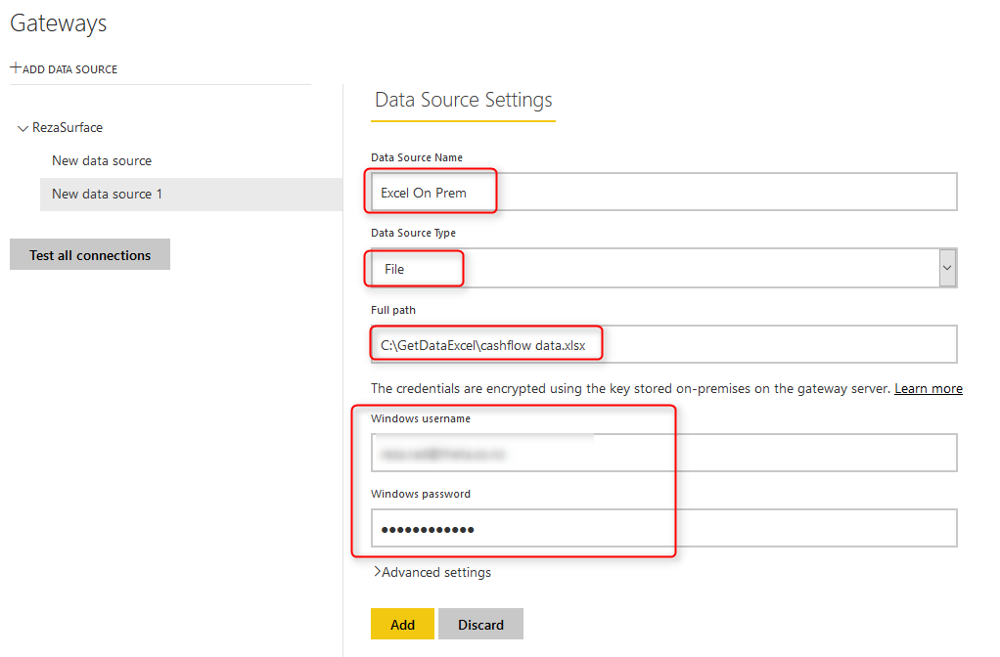 Gateways
+ADD DATA SOURCE
RezaSurface
New data source
New data source 1
Test all connections
Data Source Settings
Data Source Name
Excel On Prem
Data Source Type
File
Full path
C:\GetDataExcel\cashflow data.xlsx
The credentials are encrypted using the key stored on-premises on the gateway server. Learn more
Windows username
Windows password
••••••••••••
>Advanced settings
Add Discard